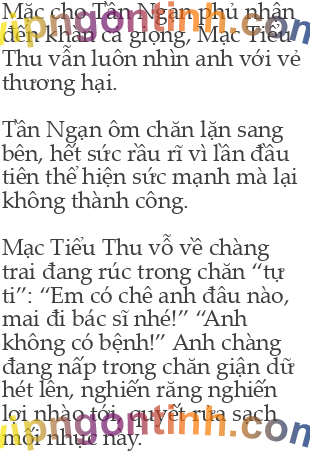 Mặc cho Tần Ngạn phủ nhận
đến khàn cả giọng, Mạc Tiểu
Thu vẫn luôn nhìn anh với vẻ
thương hại.
Tần Ngạn ôm chăn lặn sang
bên, hết sức rầu rĩ vì lần đầu
tiên thể hiện sức mạnh mà lại
không thành công.
Mạc Tiểu Thu vỗ về chàng
trai đang rúc trong chăn “tự
ti”: “Em có chê anh đâu nào,
mai đi bác sĩ nhé!” “Anh
không có bệnh!” Anh chàng
đang nấp trong chăn giận dữ
hét lên, nghiến răng nghiến
lợi nhào tới, quyết rửa sạch
mối nhục này.
vipngontinh.com
vipngontinh.com